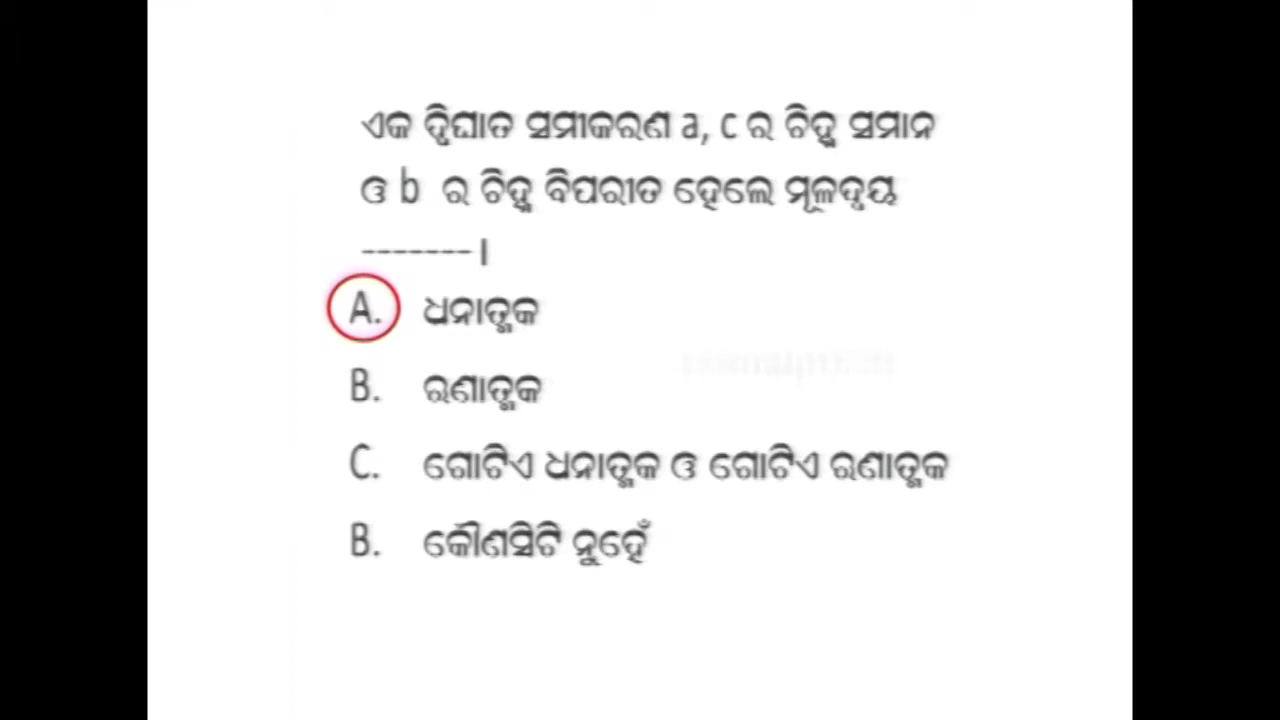 ଏକ ଦ୍ୱିଘାତ ସମୀକରଣ a, c ର ଚିହ୍ନ ସମାନ
ଓ b ର ଚିହ୍ନ ବିପରୀତ ହେଲେ ମୂଳଦ୍ୱୟ
-------।
A. ଧନାତ୍ମକ
B. ଋଣାତ୍ମକ
C. ଗୋଟିଏ ଧନାତ୍ମକ ଓ ଗୋଟିଏ ଋଣାତ୍ମକ
B. କୌଣସିଟି ନୁହେଁ